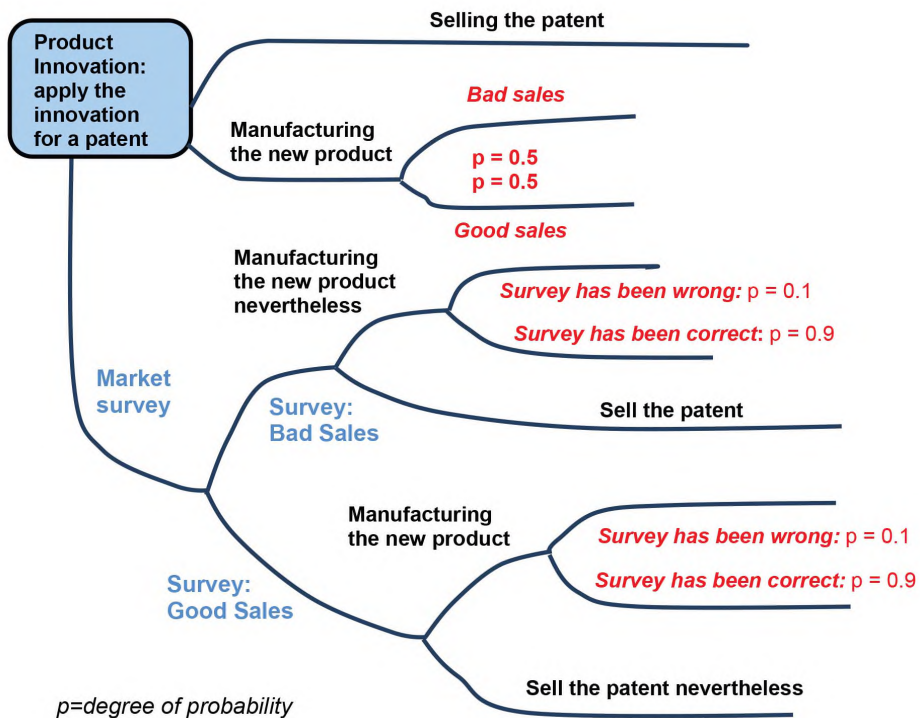 Selling the patent
Product
Innovation:
apply the
innovation
for a patent
Bad sales
Manufacturing
the new product
p = 0.5
p = 0.5
Good sales
Manufacturing
the new product
nevertheless
Survey has been wrong: p = 0.1
Survey has been correct: p = 0.9
Market
survey
Survey:
Bad Sales
Sell the patent
Manufacturing
the new product
Survey has been wrong: p = 0.1
Survey has been correct: p = 0.9
Survey:
Good Sales
Sell the patent nevertheless
p=degree of probability